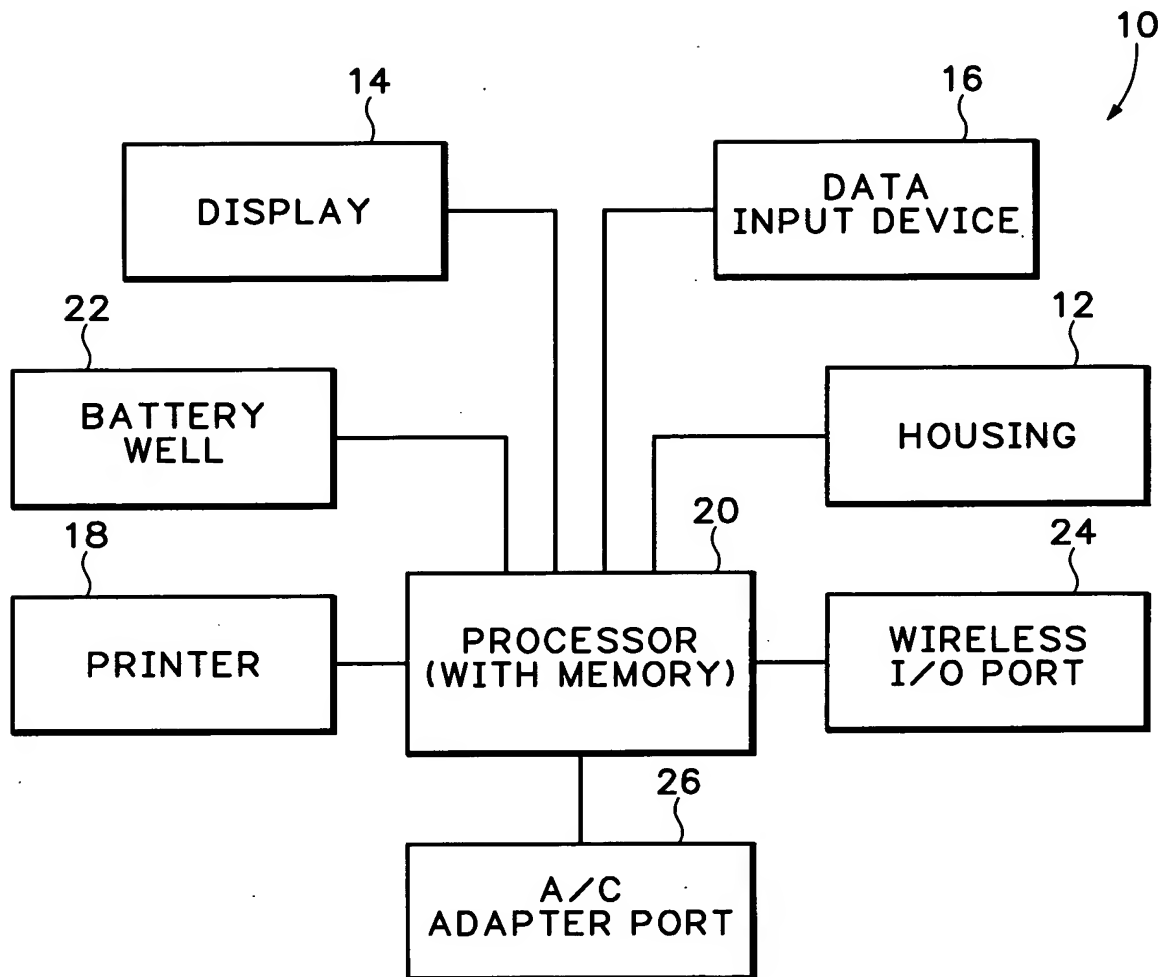 10
14
16
DISPLAY
DATA
INPUT DEVICE
22
12
BATTERY
WELL
HOUSING
18
20
24
PRINTER
PROCESSOR
(WITH MEMORY)
WIRELESS
I/O PORT
26
A/C
ADAPTER PORT